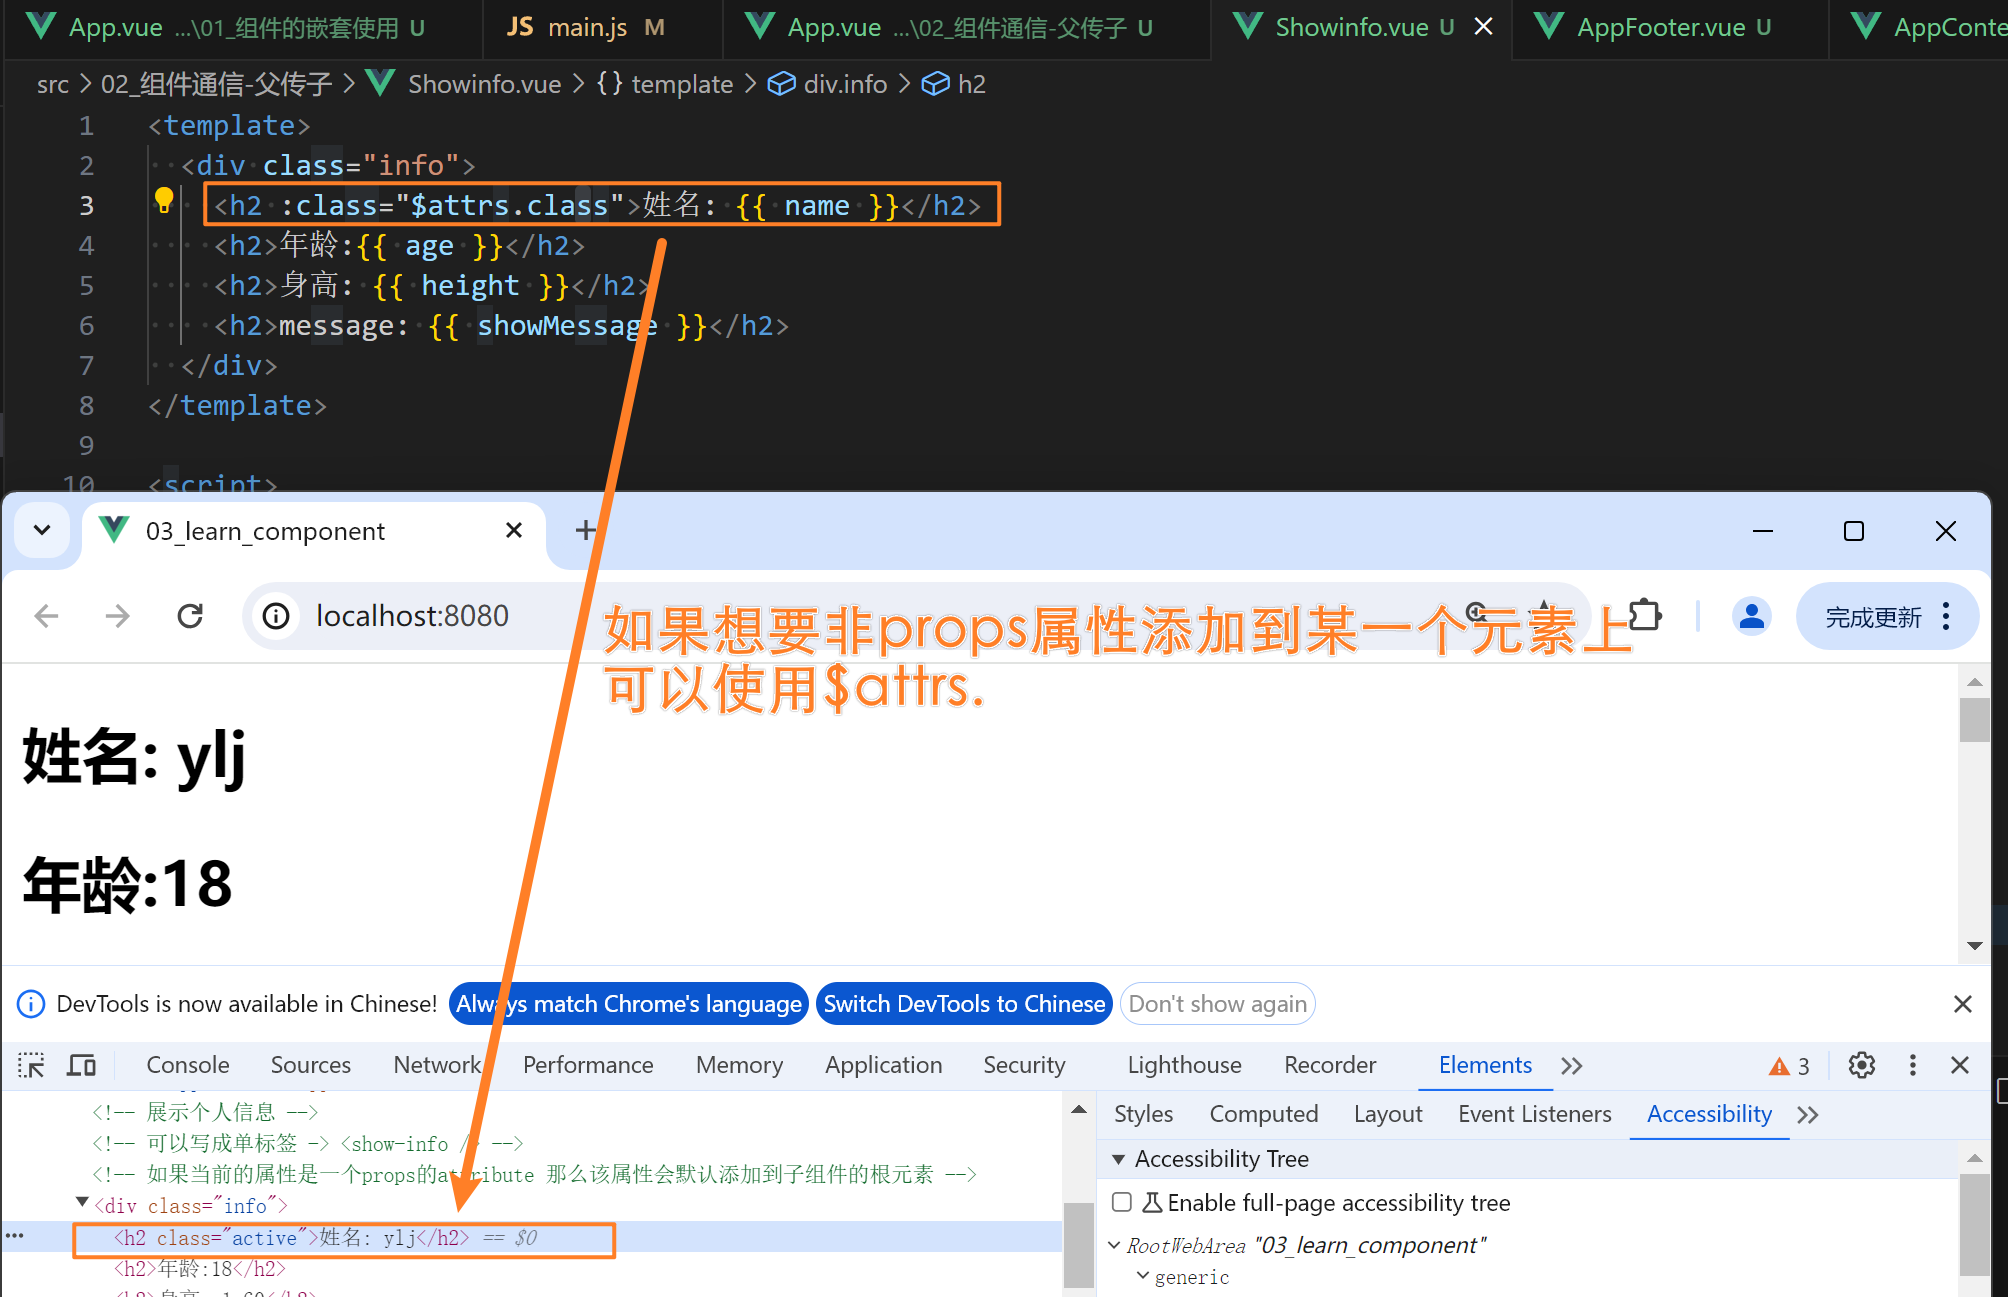 App.vue ...\01_组件的嵌套使用 U
JS main.js M
App.vue ...\02_组件通信-父传子 U
Showinfo.vue U
AppFooter.vue U
AppConte
src > 02_组件通信-父传子 > Showinfo.vue > {} template > div.info > h2
1 <template>
2 <div class="info">
3 <h2 :class="$attrs.class">姓名: {{ name }}</h2>
4 <h2>年龄:{{ age }}</h2>
5 <h2>身高: {{ height }}</h2>
6 <h2>message: {{ showMessage }}</h2>
7 </div>
8 </template>
9
10 <script>
03_learn_component
localhost:8080
完成更新
如果想要非props属性添加到某一个元素上
可以使用$attrs.
姓名: ylj
年龄:18
DevTools is now available in Chinese!
Always match Chrome's language
Switch DevTools to Chinese
Don't show again
Console Sources Network Performance Memory Application Security Lighthouse Recorder Elements
3
<!-- 展示个人信息 -->
<!-- 可以写成单标签 -> <show-info /> -->
<!-- 如果当前的属性是一个props的attribute 那么该属性会默认添加到子组件的根元素 -->
<div class="info">
<h2 class="active">姓名: ylj</h2> == $0
<h2>年龄:18</h2>
Styles Computed Layout Event Listeners Accessibility
Accessibility Tree
Enable full-page accessibility tree
RootWebArea "03_learn_component"
generic